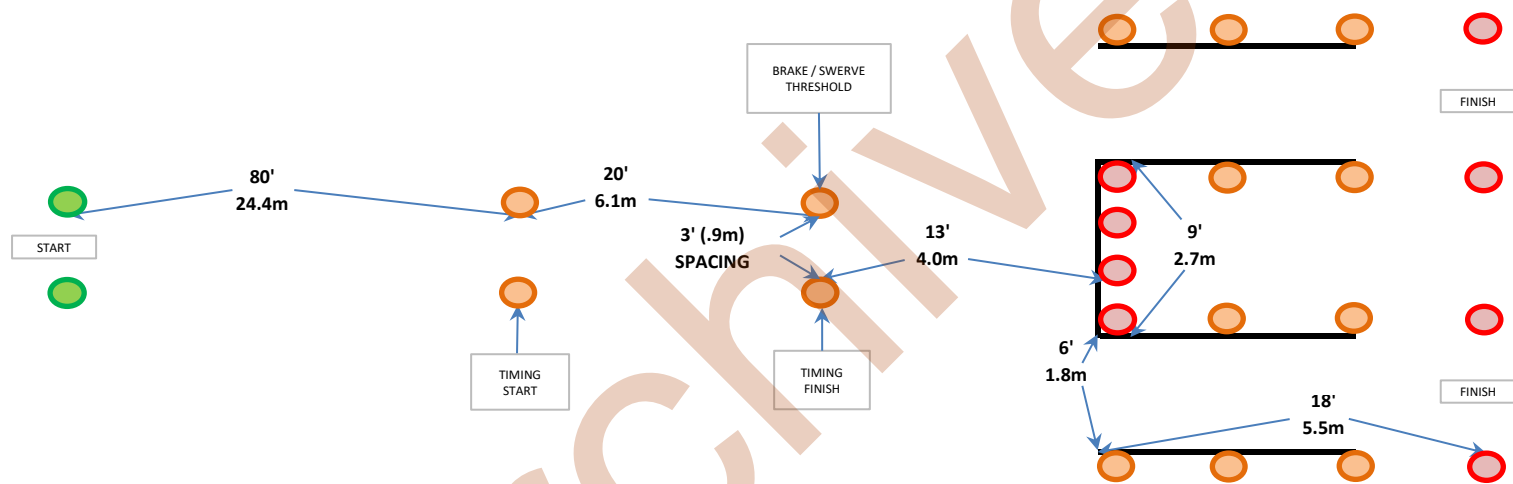 BRAKE / SWERVE
THRESHOLD
FINISH
80'
24.4m
20'
6.1m
START
3' (.9m)
SPACING
13'
4.0m
9'
2.7m
6'
1.8m
TIMING
START
TIMING
FINISH
FINISH
18'
5.5m
chive